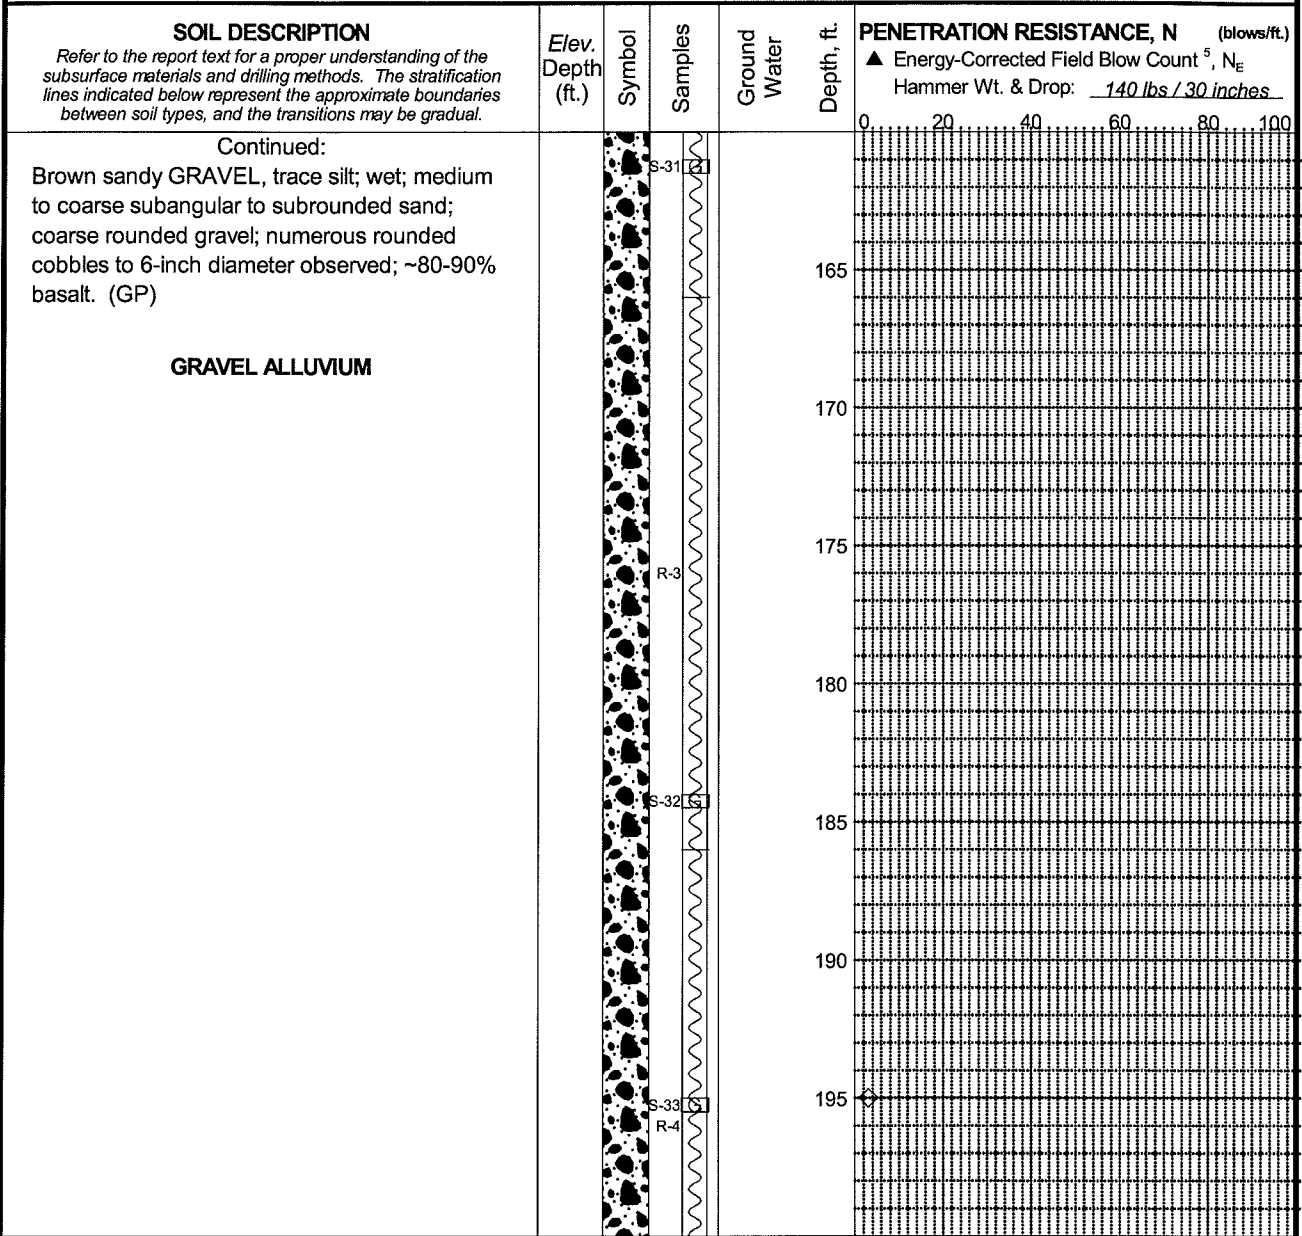 SOIL DESCRIPTION
Refer to the report text for a proper understanding of the
subsurface materials and drilling methods. The stratification
lines indicated below represent the approximate boundaries
between soil types, and the transitions may be gradual.
Elev.
Depth
(ft.)
Symbol
Samples
Ground
Water
Depth, ft.
PENETRATION RESISTANCE, N (blows/ft.)
▲ Energy-Corrected Field Blow Count 5, NE
Hammer Wt. & Drop: 140 lbs / 30 inches
0 20 40 60 80 100
Continued:
Brown sandy GRAVEL, trace silt; wet; medium
to coarse subangular to subrounded sand;
coarse rounded gravel; numerous rounded
cobbles to 6-inch diameter observed; ~80-90%
basalt. (GP)
GRAVEL ALLUVIUM
S-31 G
165
170
175
R-3
180
S-32 G
185
190
195
S-33 G
R-4